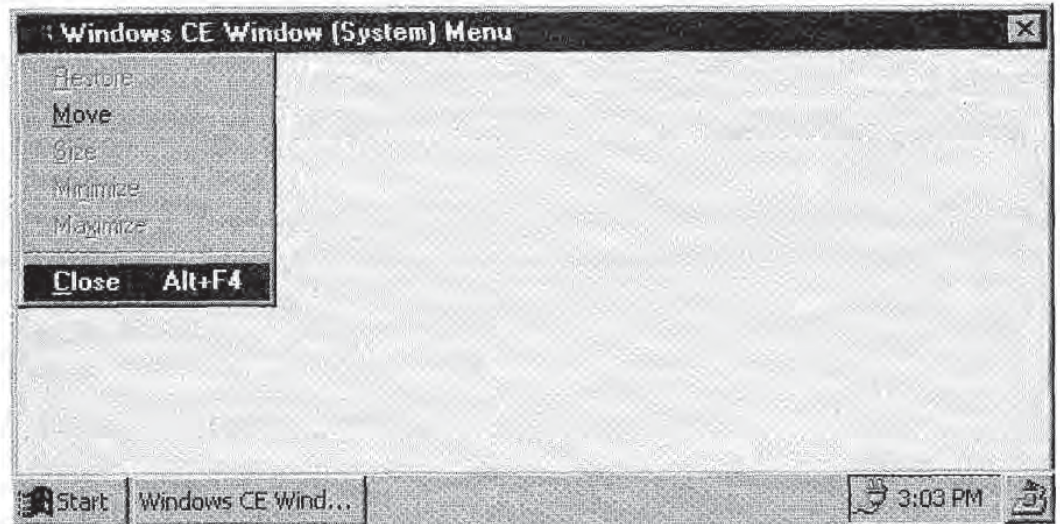 Windows CE Window (System) Menu
Restore
Move
Size
Minimize
Maximize
Close Alt+F4
Start Windows CE Wind... 3:03 PM